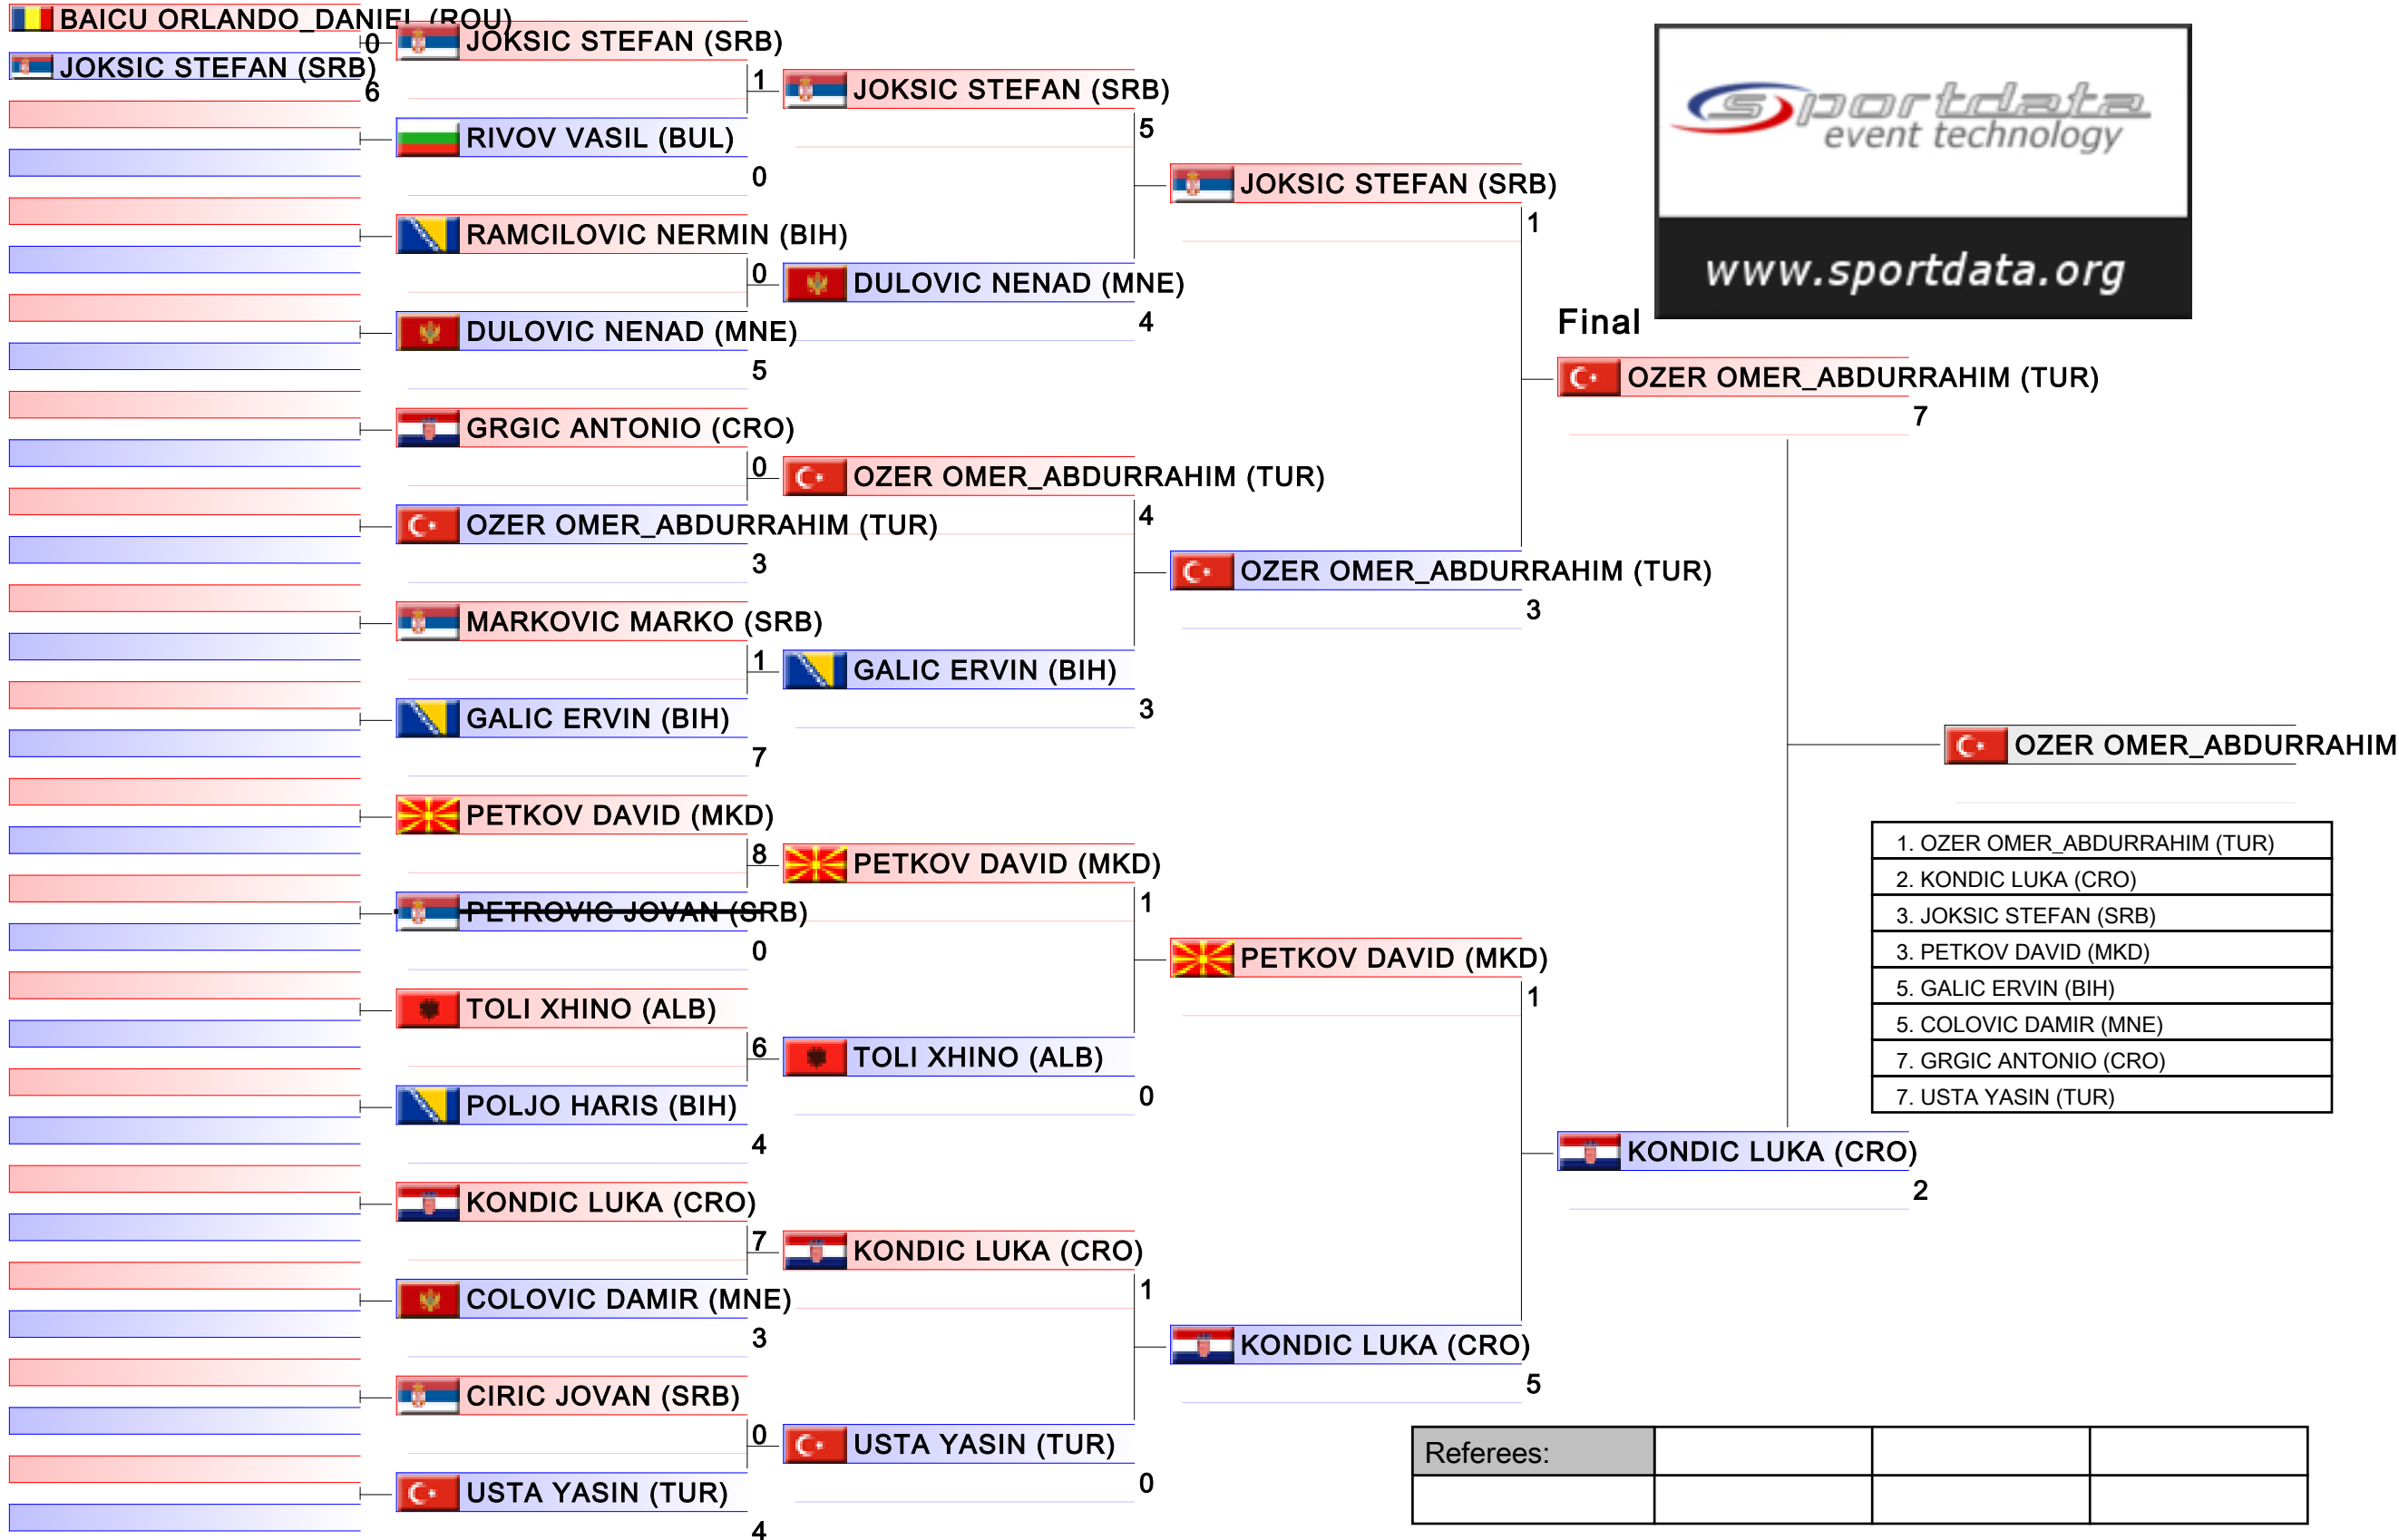 BAICU ORLANDO_DANIEL (ROU)
0
JOKSIC STEFAN (SRB)
6
JOKSIC STEFAN (SRB)
1
RIVOV VASIL (BUL)
0
RAMCILOVIC NERMIN (BIH)
0
DULOVIC NENAD (MNE)
5
GRGIC ANTONIO (CRO)
0
OZER OMER_ABDURRAHIM (TUR)
3
MARKOVIC MARKO (SRB)
1
GALIC ERVIN (BIH)
7
PETKOV DAVID (MKD)
8
PETROVIC JOVAN (SRB)
0
TOLI XHINO (ALB)
6
POLJO HARIS (BIH)
4
KONDIC LUKA (CRO)
7
COLOVIC DAMIR (MNE)
3
CIRIC JOVAN (SRB)
0
USTA YASIN (TUR)
4
JOKSIC STEFAN (SRB)
5
DULOVIC NENAD (MNE)
4
OZER OMER_ABDURRAHIM (TUR)
4
GALIC ERVIN (BIH)
3
PETKOV DAVID (MKD)
1
TOLI XHINO (ALB)
0
KONDIC LUKA (CRO)
1
USTA YASIN (TUR)
0
JOKSIC STEFAN (SRB)
1
OZER OMER_ABDURRAHIM (TUR)
3
PETKOV DAVID (MKD)
1
KONDIC LUKA (CRO)
5
sportdata
event technology
www.sportdata.org
Final
OZER OMER_ABDURRAHIM (TUR)
7
KONDIC LUKA (CRO)
2
OZER OMER_ABDURRAHIM
1. OZER OMER_ABDURRAHIM (TUR)
2. KONDIC LUKA (CRO)
3. JOKSIC STEFAN (SRB)
3. PETKOV DAVID (MKD)
5. GALIC ERVIN (BIH)
5. COLOVIC DAMIR (MNE)
7. GRGIC ANTONIO (CRO)
7. USTA YASIN (TUR)
Referees: